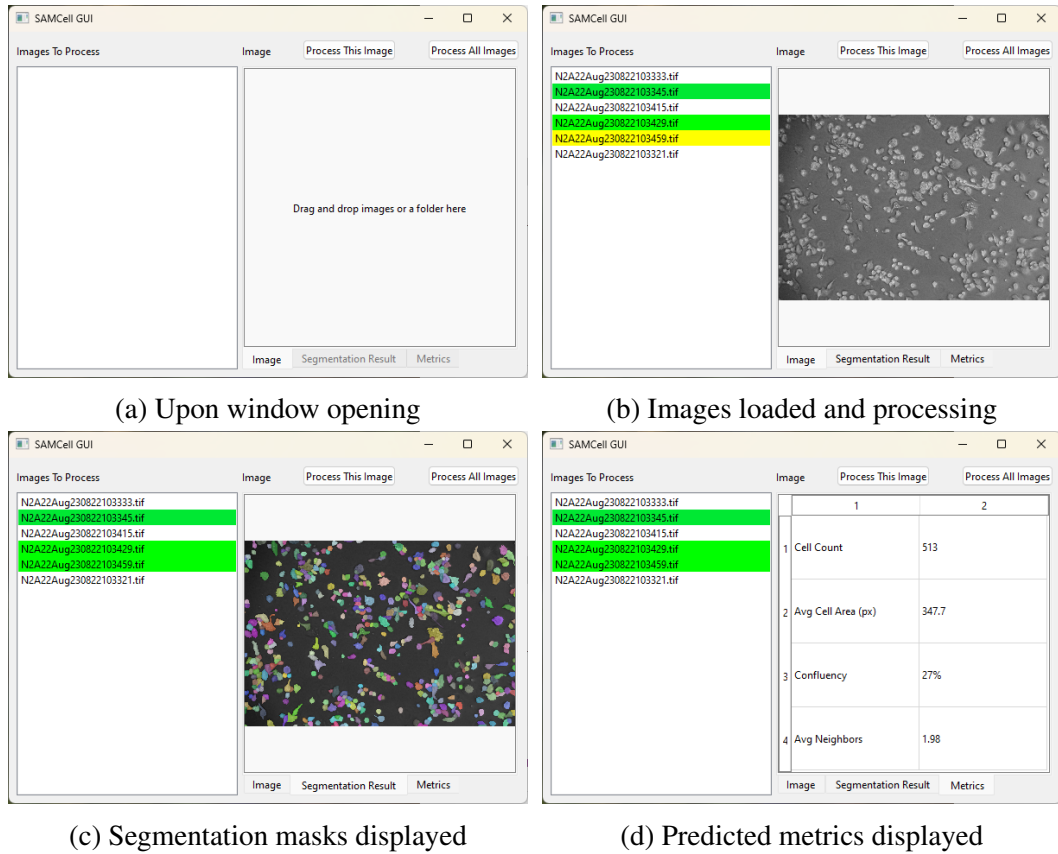 SAMCell GUI
Images To Process
Image
Process This Image
Process All Images
Drag and drop images or a folder here
Image Segmentation Result Metrics
(a) Upon window opening
SAMCell GUI
Images To Process
Image
Process This Image
Process All Images
N2A22Aug230822103333.tif
N2A22Aug230822103345.tif
N2A22Aug230822103415.tif
N2A22Aug230822103429.tif
N2A22Aug230822103459.tif
N2A22Aug230822103321.tif
Image Segmentation Result Metrics
(b) Images loaded and processing
SAMCell GUI
Images To Process
Image
Process This Image
Process All Images
N2A22Aug230822103333.tif
N2A22Aug230822103345.tif
N2A22Aug230822103415.tif
N2A22Aug230822103429.tif
N2A22Aug230822103459.tif
N2A22Aug230822103321.tif
Image Segmentation Result Metrics
(c) Segmentation masks displayed
SAMCell GUI
Images To Process
Image
Process This Image
Process All Images
N2A22Aug230822103333.tif
N2A22Aug230822103345.tif
N2A22Aug230822103415.tif
N2A22Aug230822103429.tif
N2A22Aug230822103459.tif
N2A22Aug230822103321.tif
1 2
1 Cell Count 513
2 Avg Cell Area (px) 347.7
3 Confluency 27%
4 Avg Neighbors 1.98
Image Segmentation Result Metrics
(d) Predicted metrics displayed